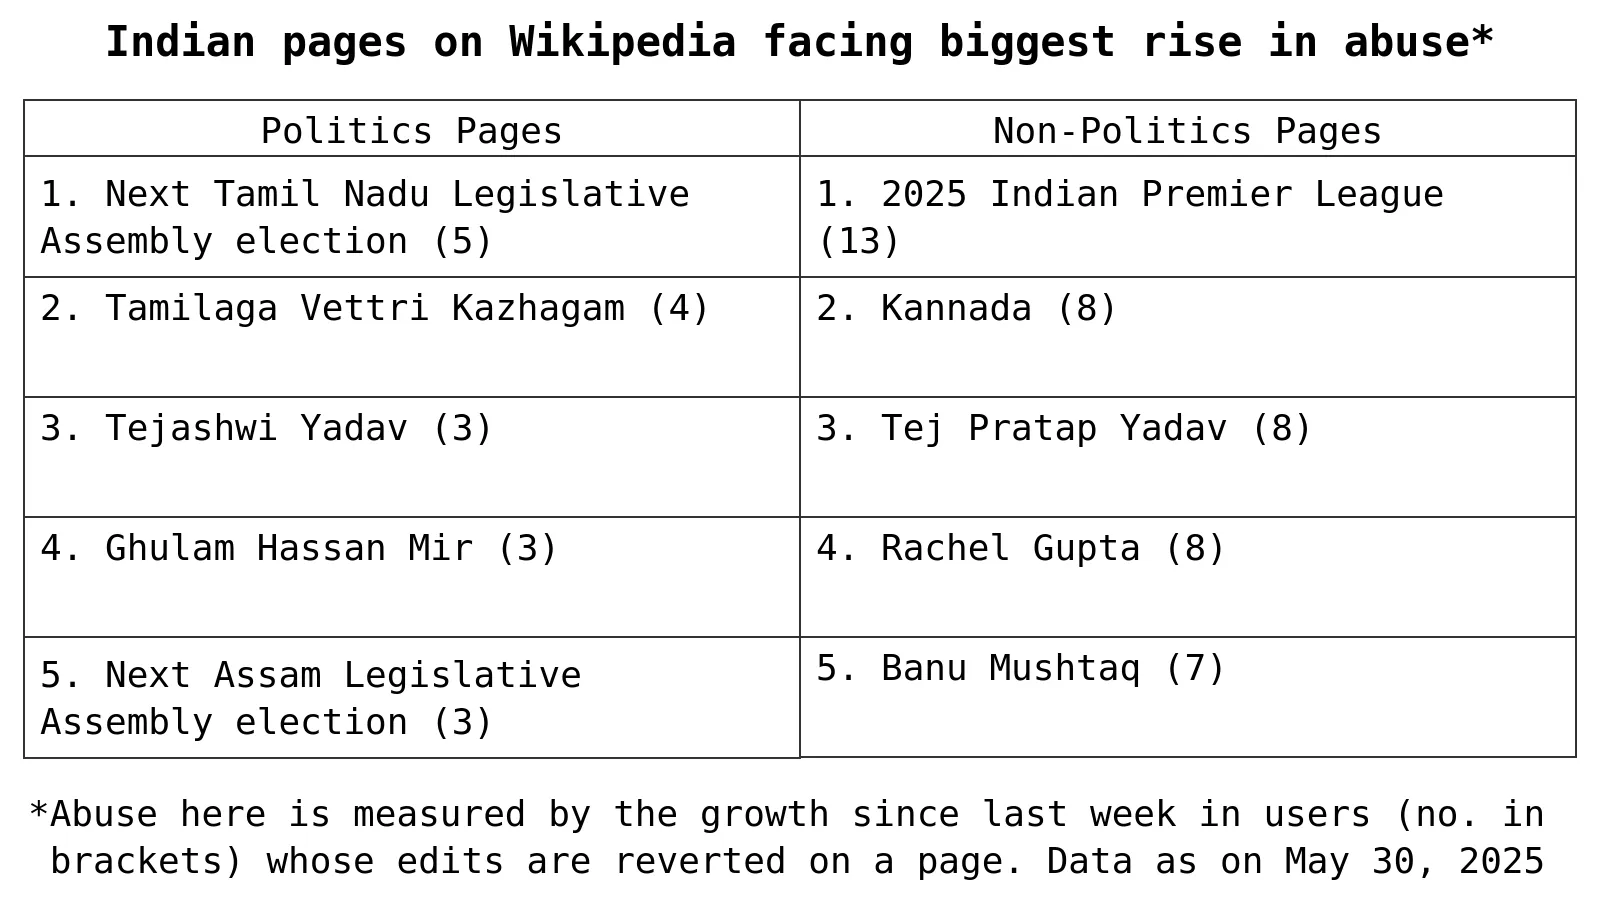 Indian pages on Wikipedia facing biggest rise in abuse*
Politics Pages
Non-Politics Pages
1. Next Tamil Nadu Legislative
Assembly election (5)
1. 2025 Indian Premier League
(13)
2. Tamilaga Vettri Kazhagam (4)
2. Kannada (8)
3. Tejashwi Yadav (3)
3. Tej Pratap Yadav (8)
4. Ghulam Hassan Mir (3)
4. Rachel Gupta (8)
5. Next Assam Legislative
Assembly election (3)
5. Banu Mushtaq (7)
*Abuse here is measured by the growth since last week in users (no. in
brackets) whose edits are reverted on a page. Data as on May 30, 2025